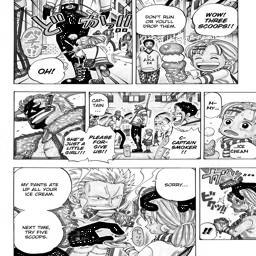 OH!
DON'T RUN
OR YOU'LL
DROP THEM.
WOW!
THREE
SCOOPS!!
SHE'S
JUST A
LITTLE
GIRL!!
CAP-
TAIN
PLEASE
FOR-
GIVE
US!!
C-
CAPTAIN
SMOKER
!!
M-
MY...
ICE
CREAM
MY PANTS ATE
UP ALL YOUR
ICE CREAM.
SORRY...
NEXT TIME,
TRY FIVE
SCOOPS.